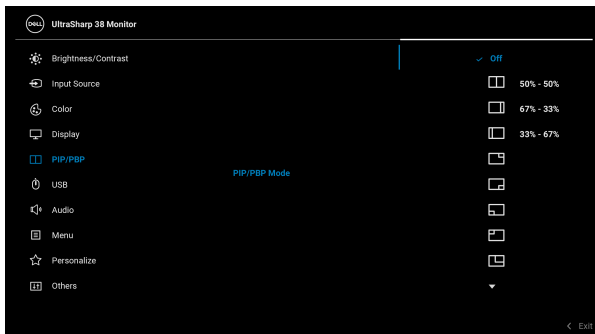 DELL UltraSharp 38 Monitor
Brightness/Contrast
Off
Input Source
50% - 50%
Color
67% - 33%
Display
33% - 67%
PIP/PBP
PIP/PBP Mode
USB
Audio
Menu
Personalize
Others
Exit